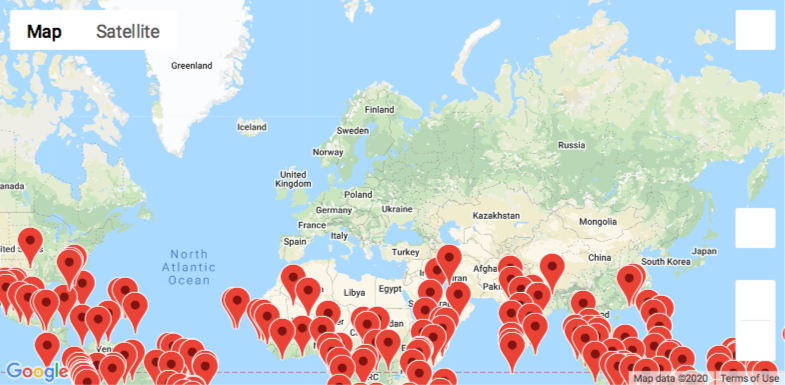 Map Satellite
Greenland
Finland
Iceland
Sweden
Russia
Norway
United
Kingdom
anada
Poland
Germany
Ukraine
Kazakhstan
Mongolia
France
Italy
Spain
Turkey
Japan
North
Atlantic
Ocean
China
South Korea
Afgha
ran
Pak
Libya
Egypt
Ven
Google
Map data ©2020
Terms of Use